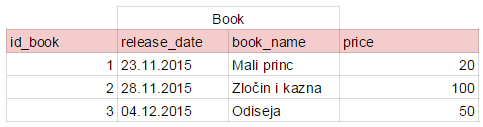 Book
id_book release_date book_name price
1 23.11.2015 Mali princ 20
2 28.11.2015 Zločin i kazna 100
3 04.12.2015 Odiseja 50